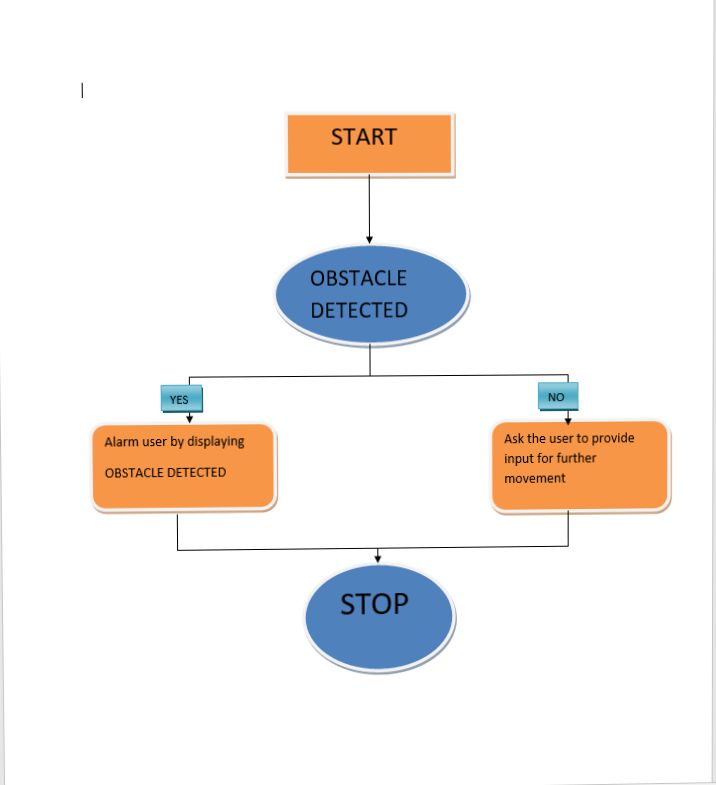 START
OBSTACLE
DETECTED
YES
NO
Alarm user by displaying
OBSTACLE DETECTED
Ask the user to provide
input for further
movement
STOP